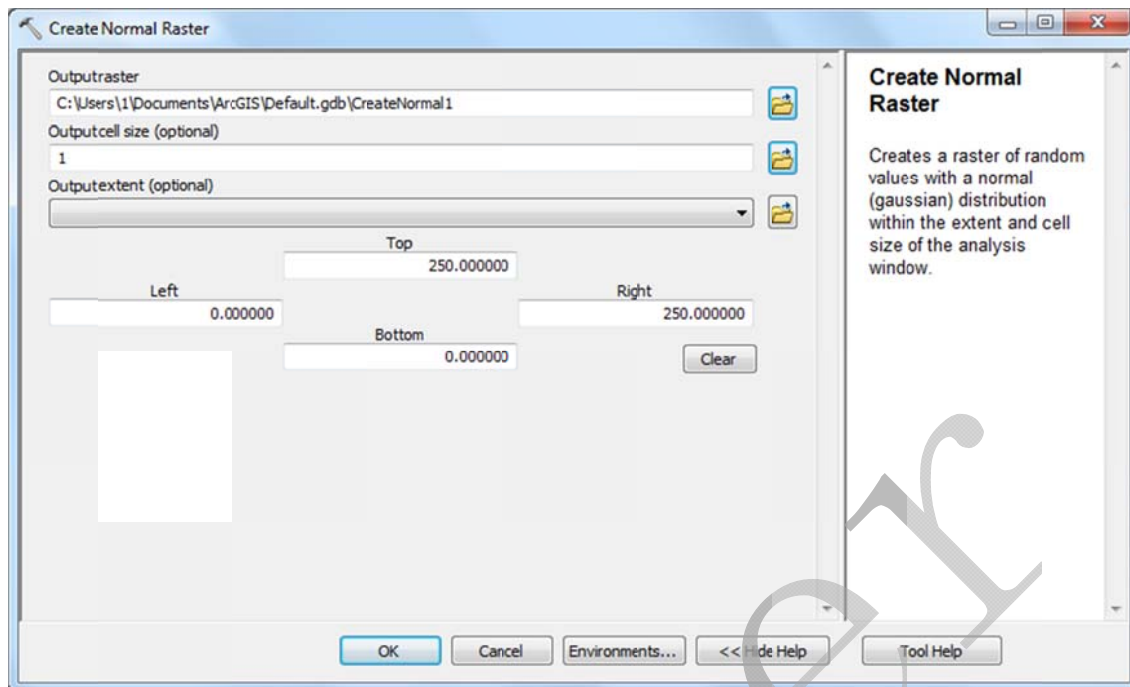 Create Normal Raster
Outputraster
C:\Users\1\Documents\ArcGIS\Default.gdb\CreateNormal1
Outputcell size (optional)
1
Outputextent (optional)
Top
250.000000
Left
0.000000
Right
250.000000
Bottom
0.000000
Clear
OK
Cancel
Environments...
<< Hide Help
Create Normal
Raster
Creates a raster of random
values with a normal
(gaussian) distribution
within the extent and cell
size of the analysis
window.
Tool Help
er